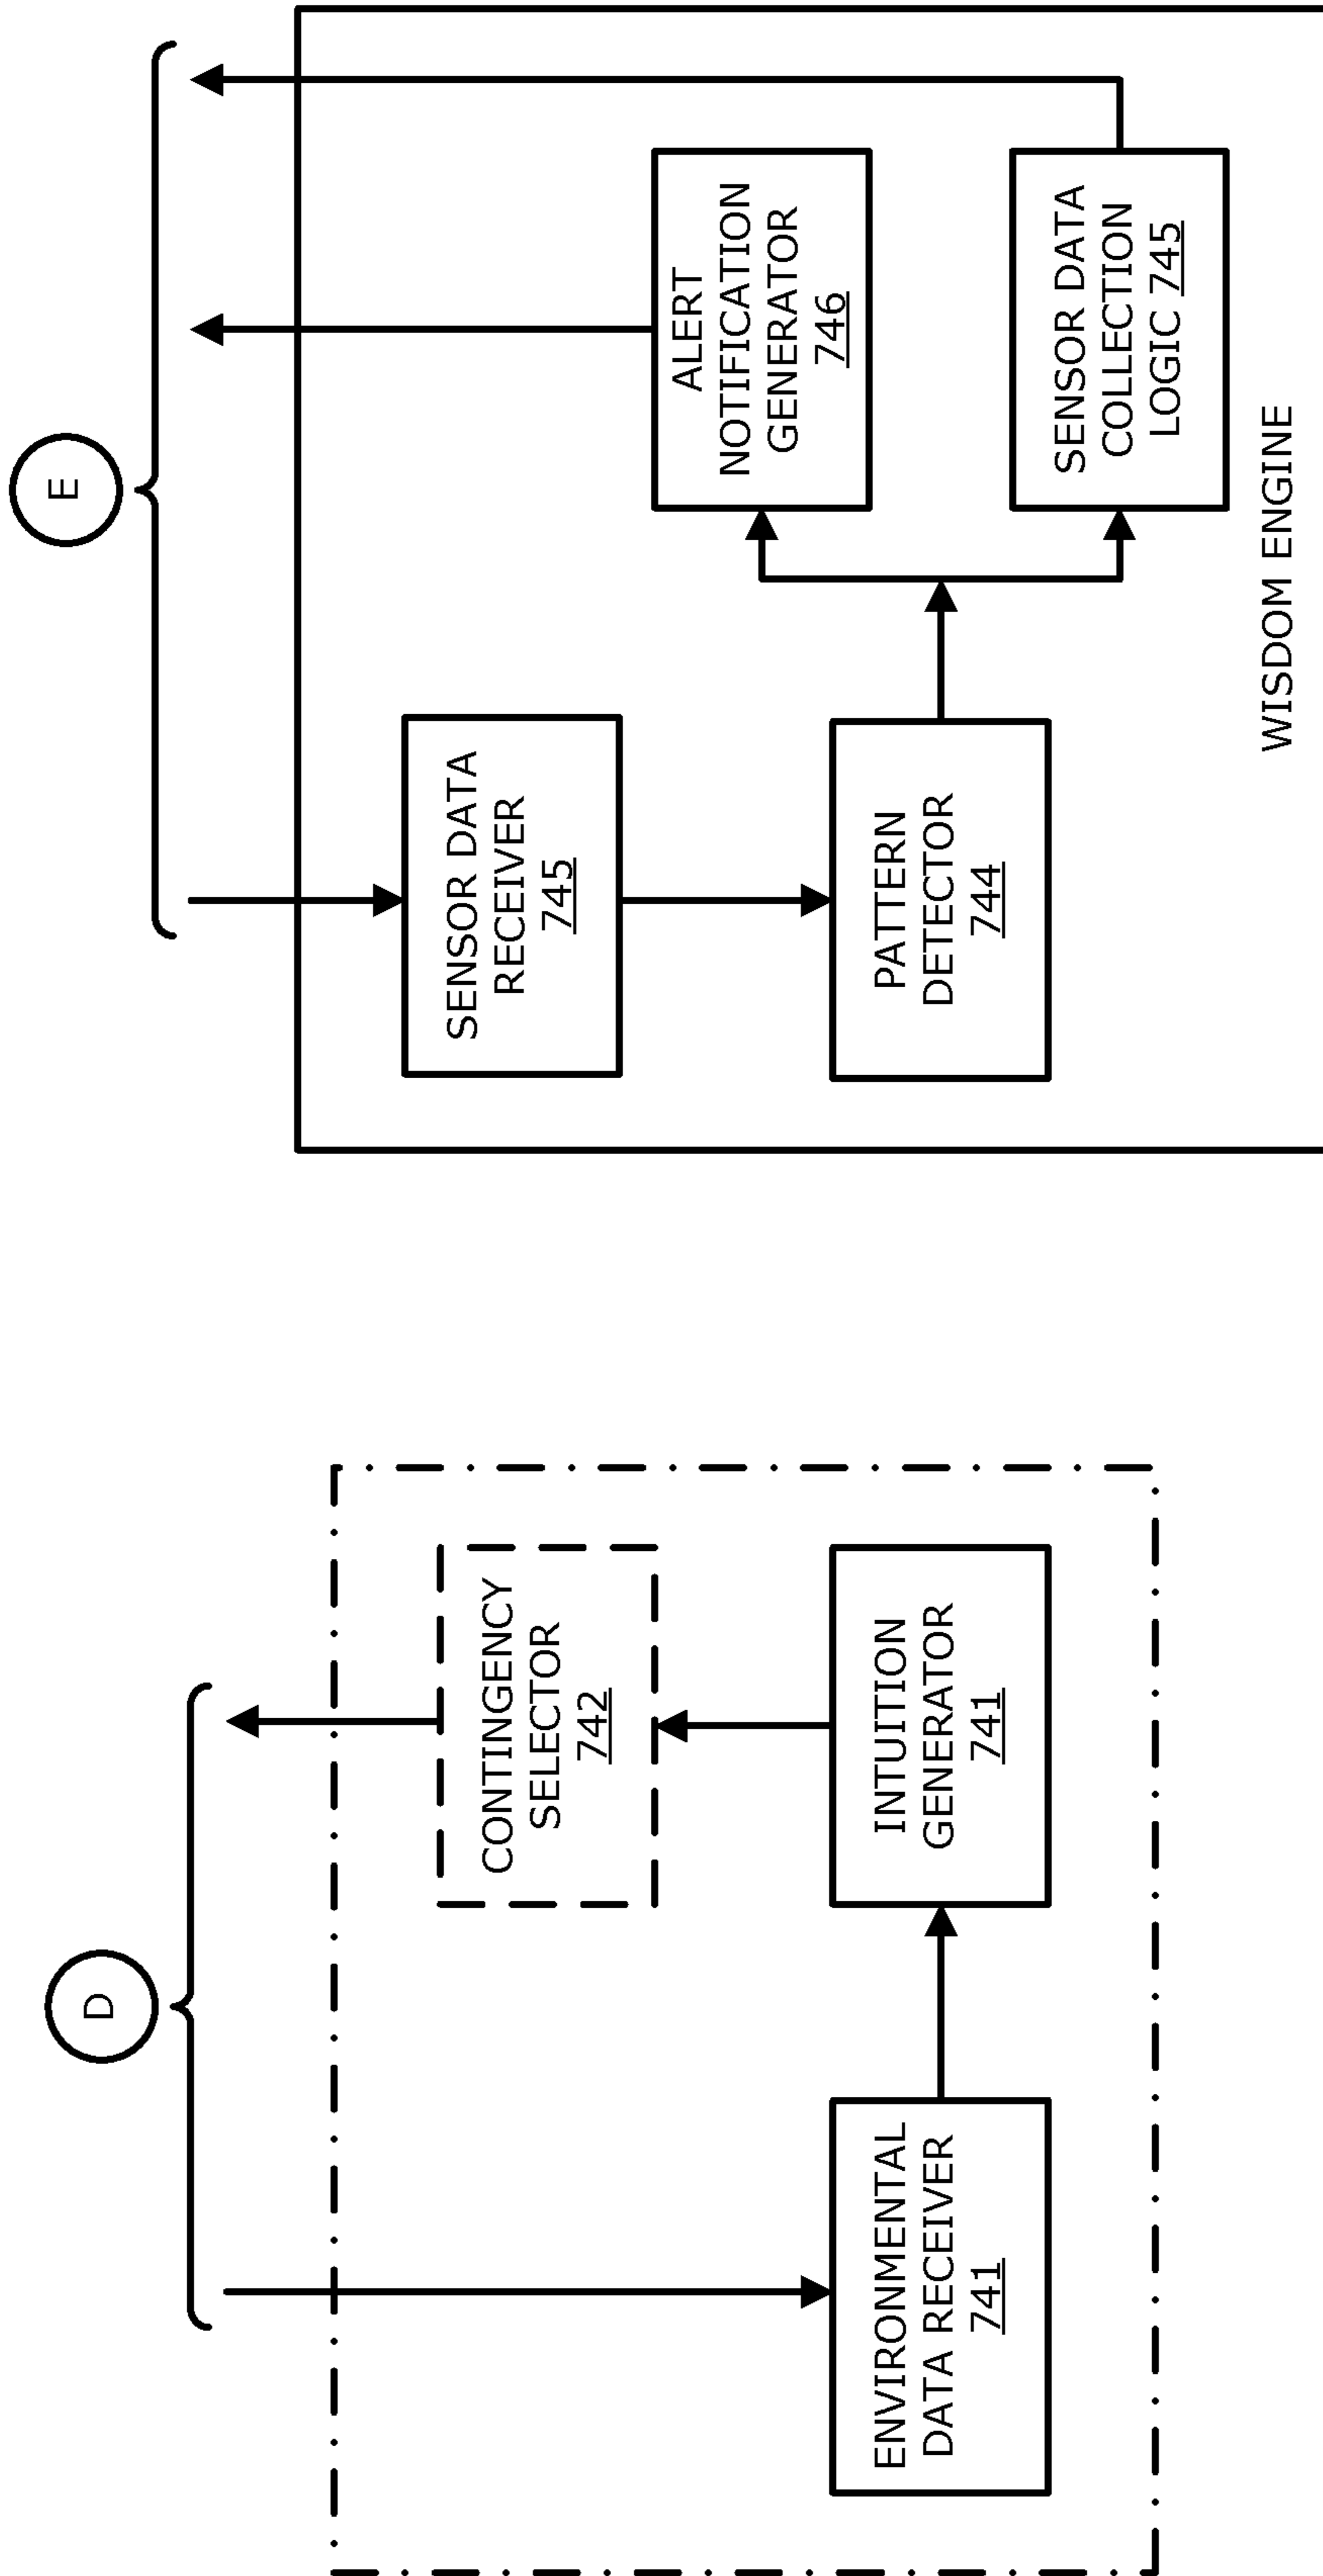 D
CONTINGENCY
SELECTOR
742
ENVIRONMENTAL
DATA RECEIVER
741
INTUITION
GENERATOR
741
E
SENSOR DATA
RECEIVER
745
ALERT
NOTIFICATION
GENERATOR
746
PATTERN
DETECTOR
744
SENSOR DATA
COLLECTION
LOGIC 745
WISDOM ENGINE